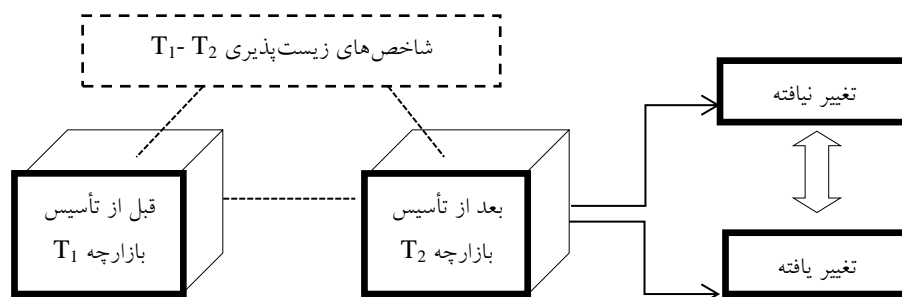 شاخص‌های زیست‌پذیری T1- T2
تغییر نیافته
قبل از تأسیس
بازارچه T1
بعد از تأسیس
بازارچه T2
تغییر یافته